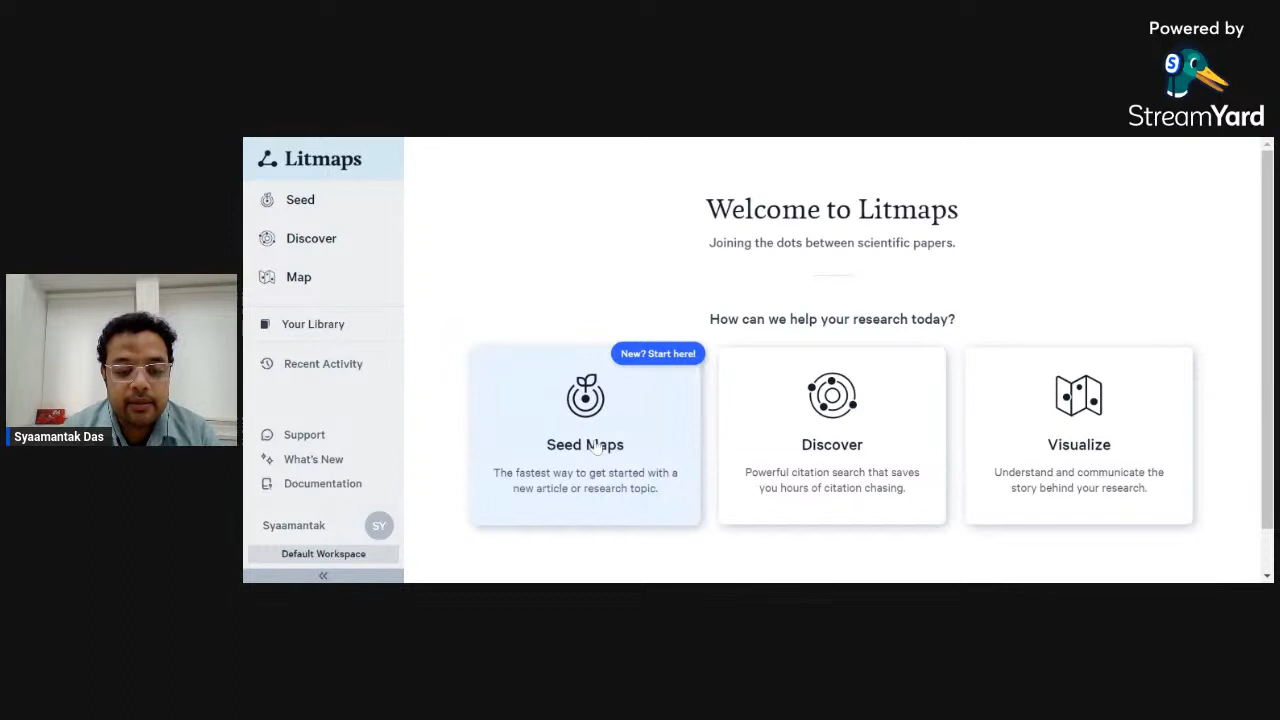 Powered by
StreamYard
Litmaps
Seed
Discover
Map
Your Library
Recent Activity
Support
What's New
Documentation
Syaamantak
SY
Default Workspace
Welcome to Litmaps
Joining the dots between scientific papers.
How can we help your research today?
New? Start here!
Seed Maps
The fastest way to get started with a
new article or research topic.
Discover
Powerful citation search that saves
you hours of citation chasing.
Visualize
Understand and communicate the
story behind your research.
Syaamantak Das
S